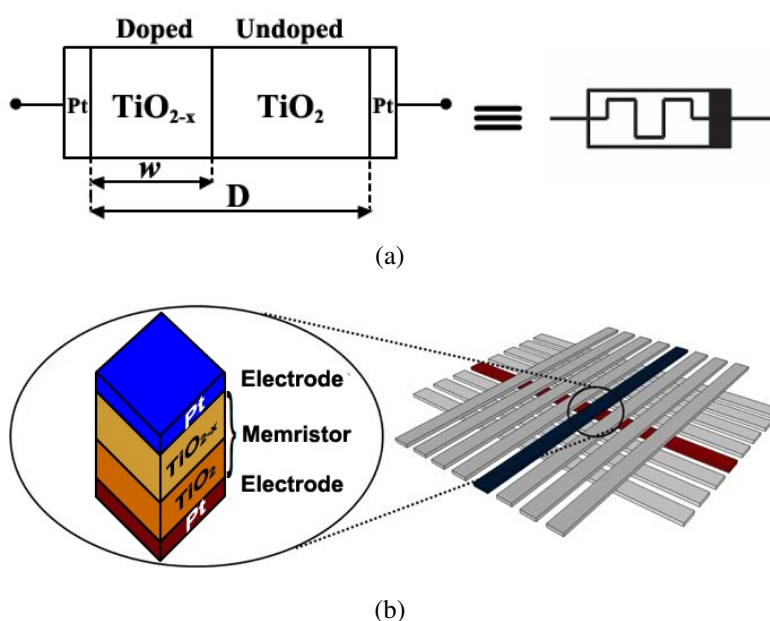 Doped Undoped
Pt TiO2-x TiO2 Pt
w
D
(a)
Electrode
Pt
TiO2-x
Memristor
TiO2
Electrode
Pt
(b)